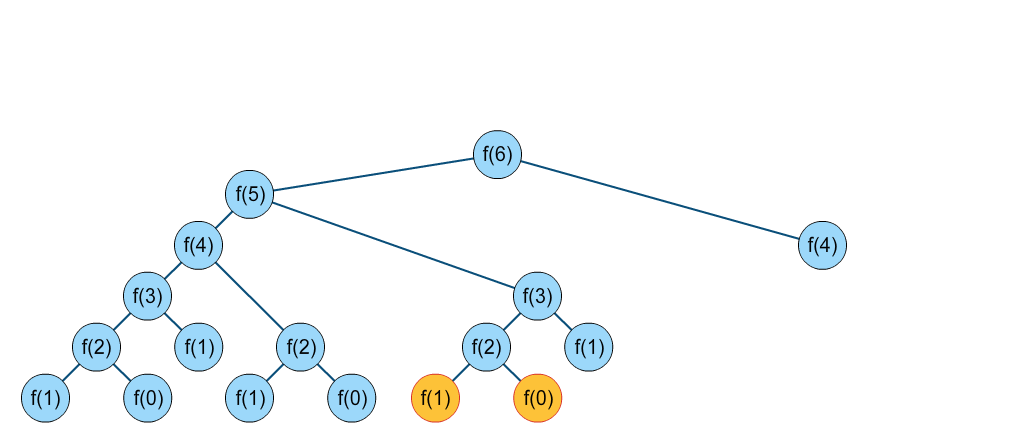 f(6)
f(5)
f(4) f(4)
f(3) f(3)
f(2) f(1) f(2) f(2) f(1)
f(1) f(0) f(1) f(0) f(1) f(0)